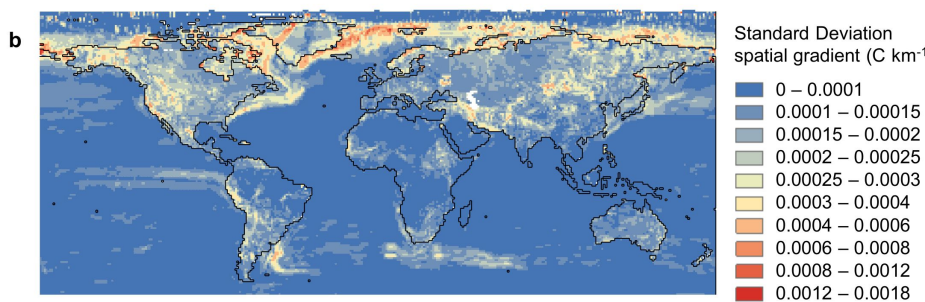 b
Standard Deviation
spatial gradient (C km⁻¹
0 – 0.0001
0.0001 – 0.00015
0.00015 – 0.0002
0.0002 – 0.00025
0.00025 – 0.0003
0.0003 – 0.0004
0.0004 – 0.0006
0.0006 – 0.0008
0.0008 – 0.0012
0.0012 – 0.0018